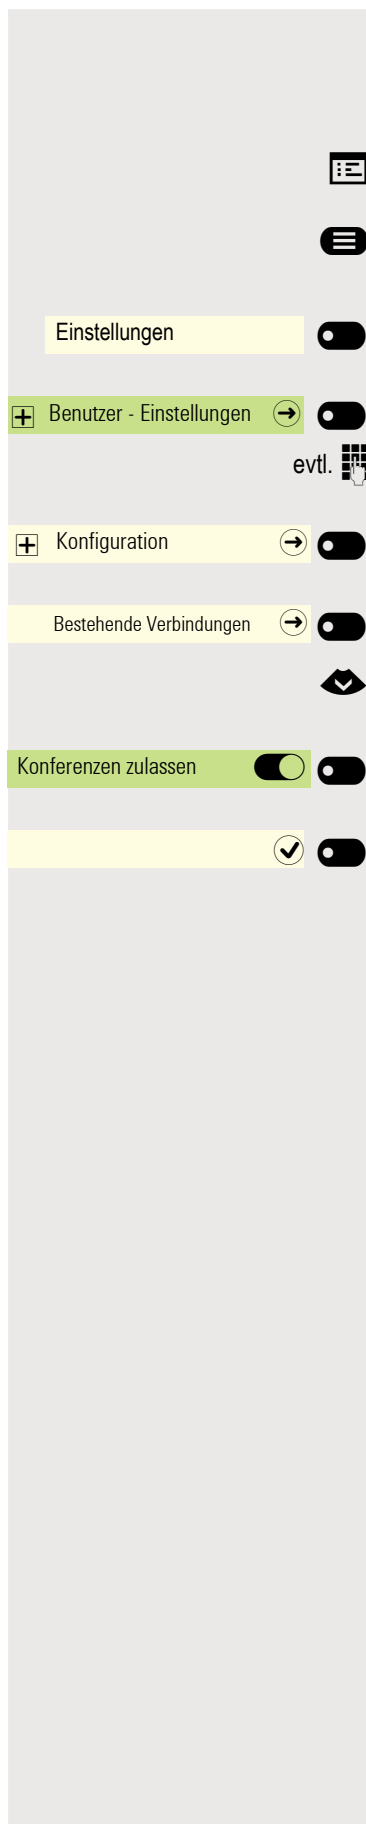 Einstellungen
Benutzer - Einstellungen
evtl.
Konfiguration
Bestehende Verbindungen
Konferenzen zulassen